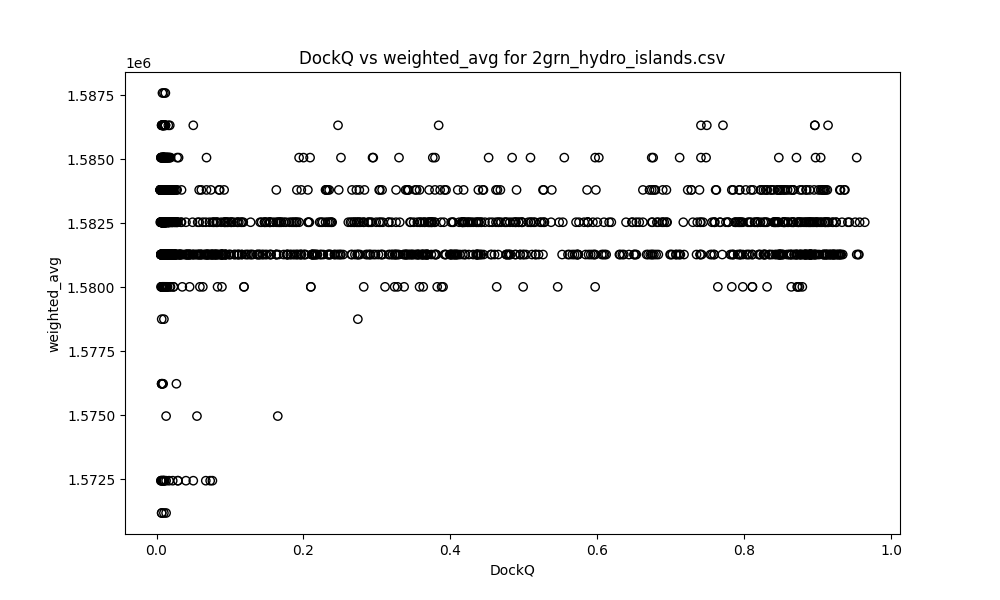 DockQ vs weighted_avg for 2grn_hydro_islands.csv
1e6
1.5875
1.5850
1.5825
1.5800
1.5775
1.5750
1.5725
weighted_avg
0.0 0.2 0.4 0.6 0.8 1.0
DockQ